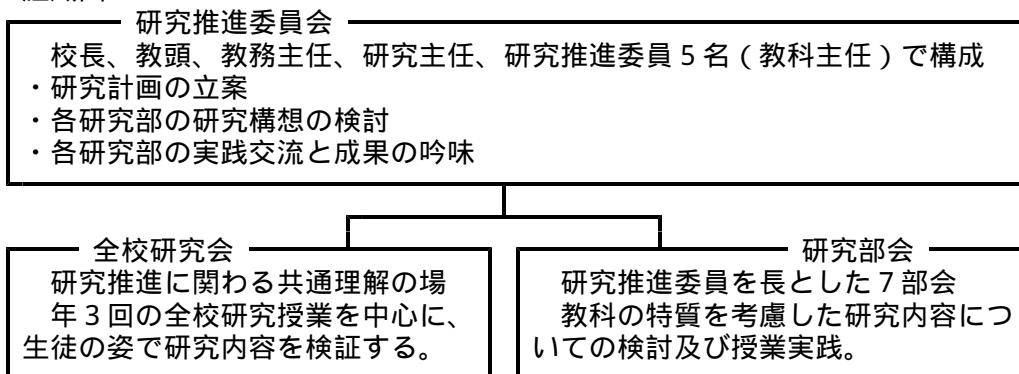 研究推進委員会
校長、教頭、教務主任、研究主任、研究推進委員５名（教科主任）で構成
・研究計画の立案
・各研究部の研究構想の検討
・各研究部の実践交流と成果の吟味
全校研究会
研究推進に関わる共通理解の場
年３回の全校研究授業を中心に、
生徒の姿で研究内容を検証する。
研究部会
研究推進委員を長とした７部会
教科の特質を考慮した研究内容につ
いての検討及び授業実践。